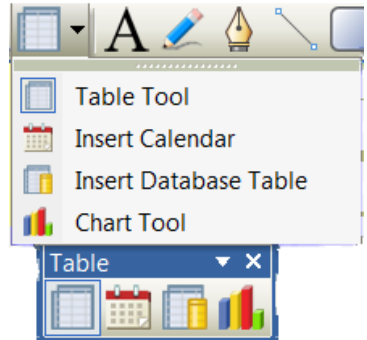 A
Table Tool
Insert Calendar
Insert Database Table
Chart Tool
Table